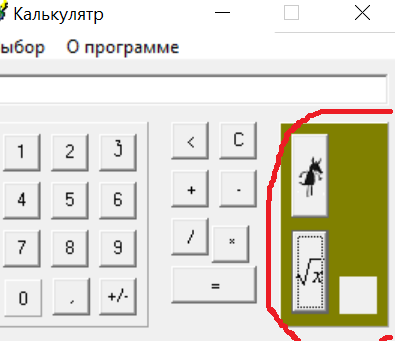 Калькулятр
ыбор О программе
1 2 3 < C
4 5 6 + -
7 8 9 / *
0 , +/- =
√x